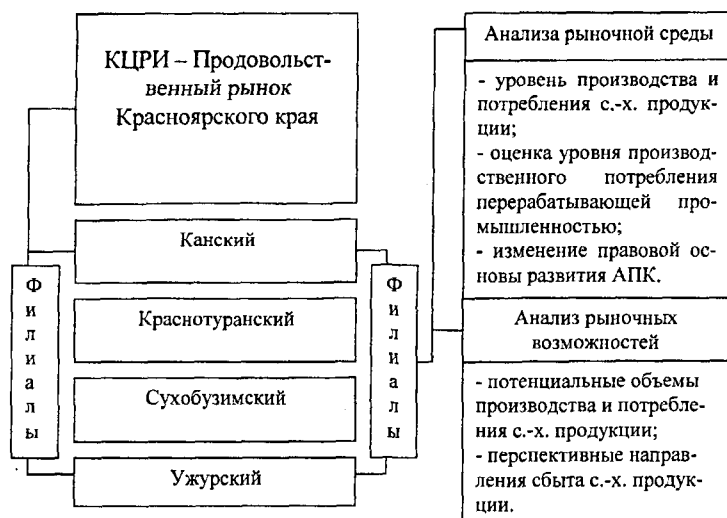 КЦРИ – Продовольст-
венный рынок
Красноярского края
Филиалы
Канский
Краснотуранский
Сухобузимский
Ужурский
Филиалы
Анализа рыночной среды
- уровень производства и
потребления с.-х. продук-
ции;
- оценка уровня производ-
ственного потребления
перерабатывающей про-
мышленностью;
- изменение правовой ос-
новы развития АПК.
Анализ рыночных
возможностей
- потенциальные объемы
производства и потребле-
ния с.-х. продукции;
- перспективные направ-
ления сбыта с.-х. продук-
ции.